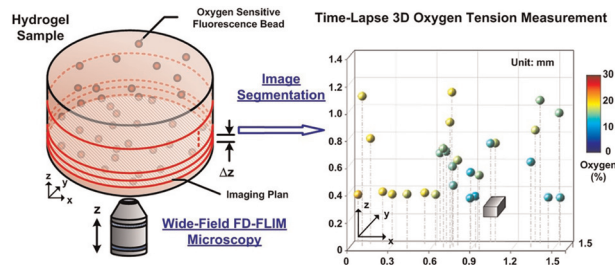 Hydrogel
Sample
Oxygen Sensitive
Fluorescence Bead
Δz
Imaging Plan
z
y
x
z
Wide-Field FD-FLIM
Microscopy
Image
Segmentation
Time-Lapse 3D Oxygen Tension Measurement
Unit: mm
1.4
1.2
1.0
0.8
0.6
0.4
0.2
0
0
0.3
0.6
0.9
1.2
1.5
1.5
z
y
x
30
20
10
0
Oxygen
(%)